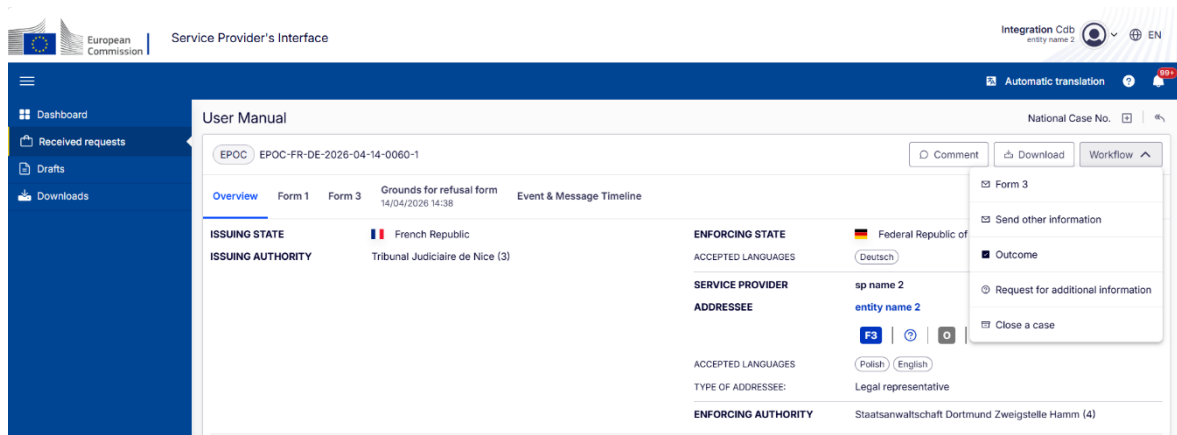 European
Commission
Service Provider's Interface
Integration Cdb
entity name 2
EN
Automatic translation
?
99+
Dashboard
Received requests
Drafts
Downloads
User Manual
National Case No.
EPOC EPOC-FR-DE-2026-04-14-0060-1
Comment
Download
Workflow
Overview
Form 1
Form 3
Grounds for refusal form
14/04/2026 14:38
Event & Message Timeline
Form 3
Send other information
Outcome
Request for additional information
Close a case
ISSUING STATE French Republic
ISSUING AUTHORITY Tribunal Judiciaire de Nice (3)
ENFORCING STATE Federal Republic of
ACCEPTED LANGUAGES Deutsch
SERVICE PROVIDER sp name 2
ADDRESSEE entity name 2
F3 ? O
ACCEPTED LANGUAGES Polish English
TYPE OF ADDRESSEE: Legal representative
ENFORCING AUTHORITY Staatsanwaltschaft Dortmund Zweigstelle Hamm (4)